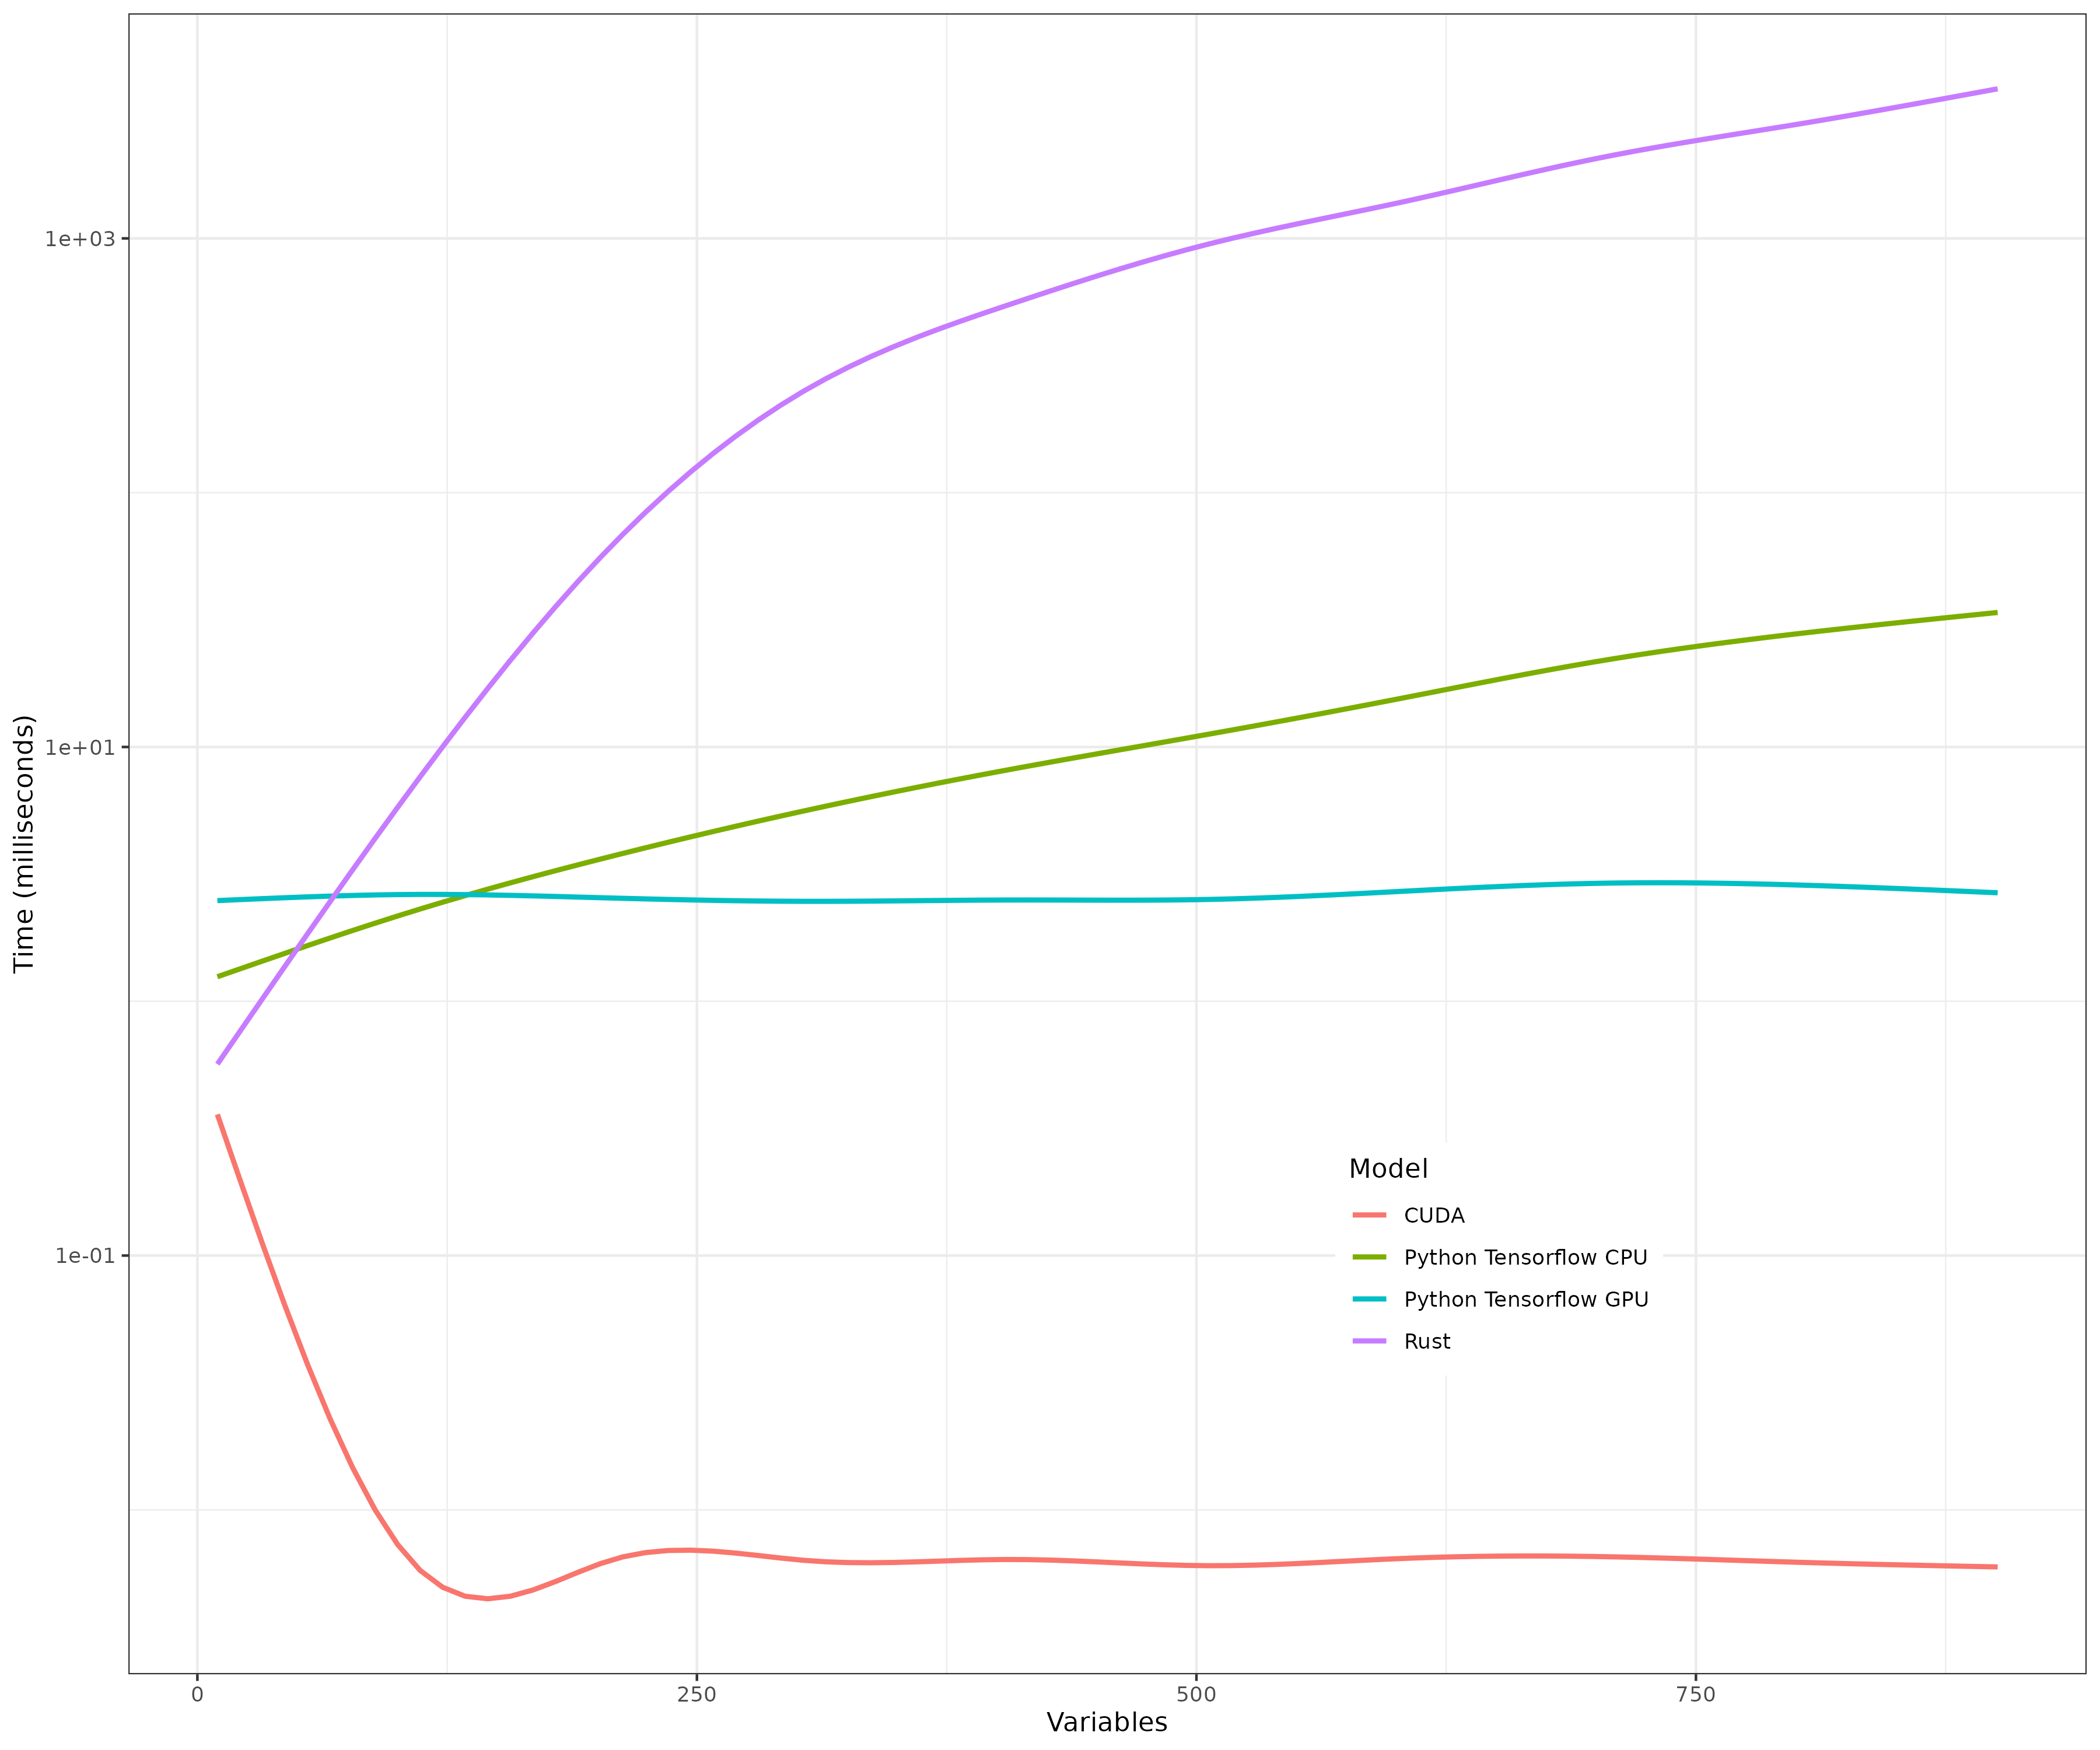 1e+03
1e+01
1e-01
Time (milliseconds)
Model
CUDA
Python Tensorflow CPU
Python Tensorflow GPU
Rust
0 250 500 750
Variables